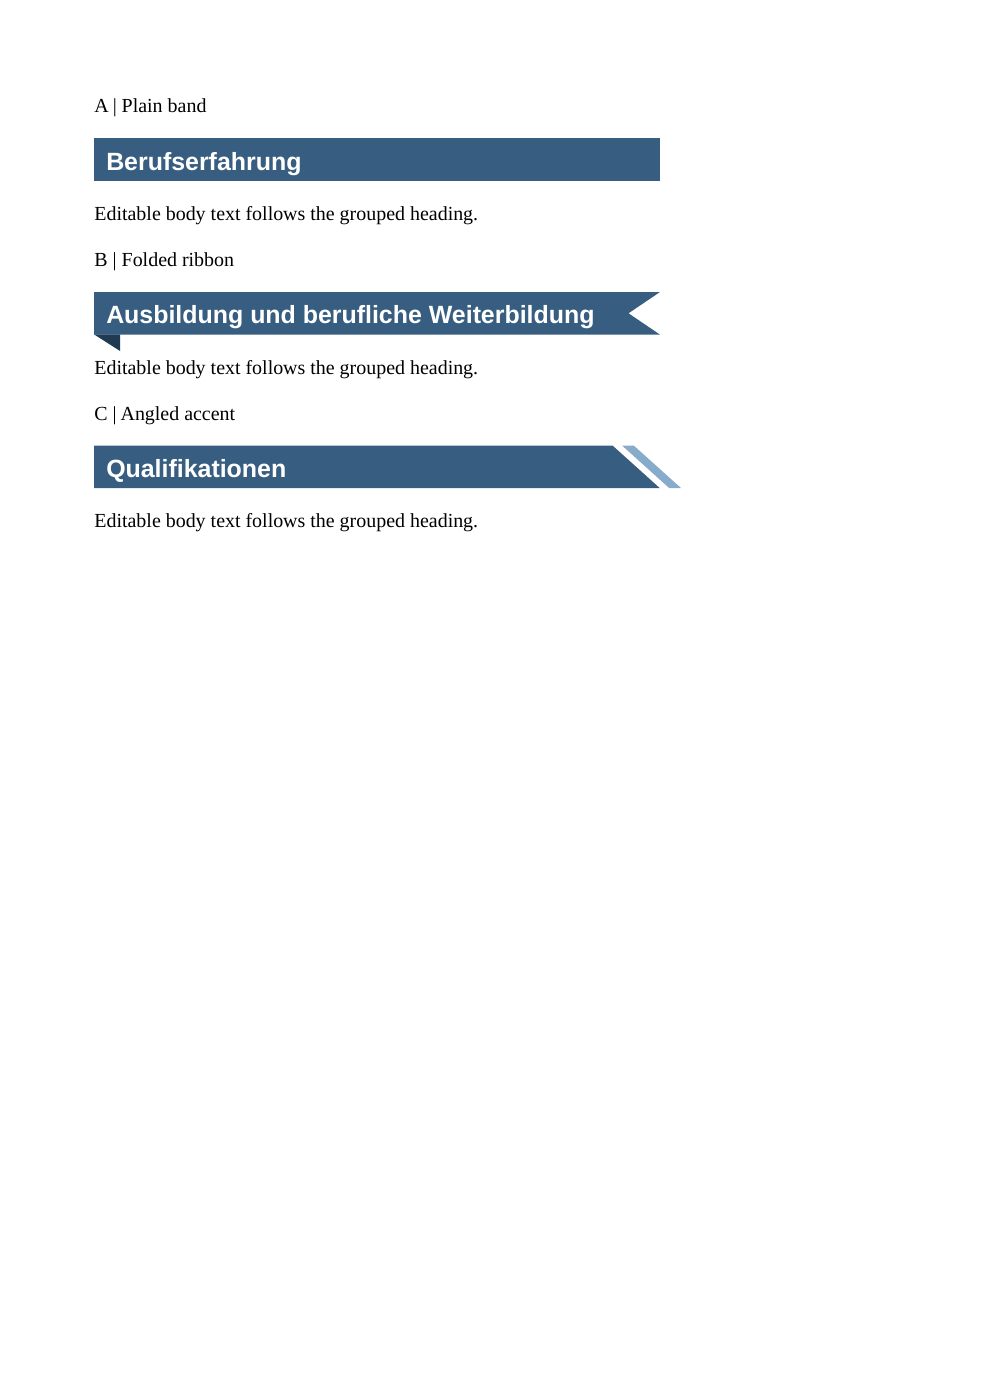 A | Plain band
Berufserfahrung
Editable body text follows the grouped heading.
B | Folded ribbon
Ausbildung und berufliche Weiterbildung
Editable body text follows the grouped heading.
C | Angled accent
Qualifikationen
Editable body text follows the grouped heading.